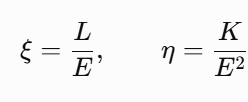 ξ = L/E,  η = K/E²